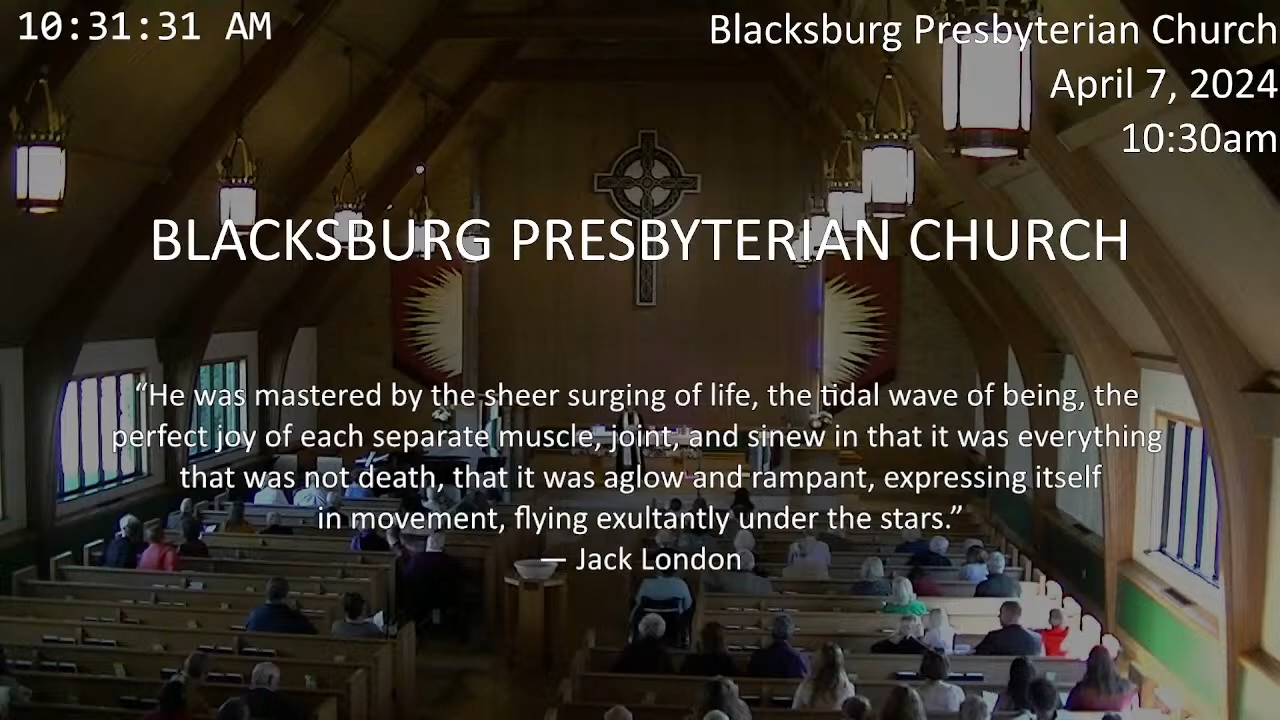 10:31:31 AM
Blacksburg Presbyterian Church
April 7, 2024
10:30am
BLACKSBURG PRESBYTERIAN CHURCH
“He was mastered by the sheer surging of life, the tidal wave of being, the
perfect joy of each separate muscle, joint, and sinew in that it was everything
that was not death, that it was aglow and rampant, expressing itself
in movement, flying exultantly under the stars.”
— Jack London